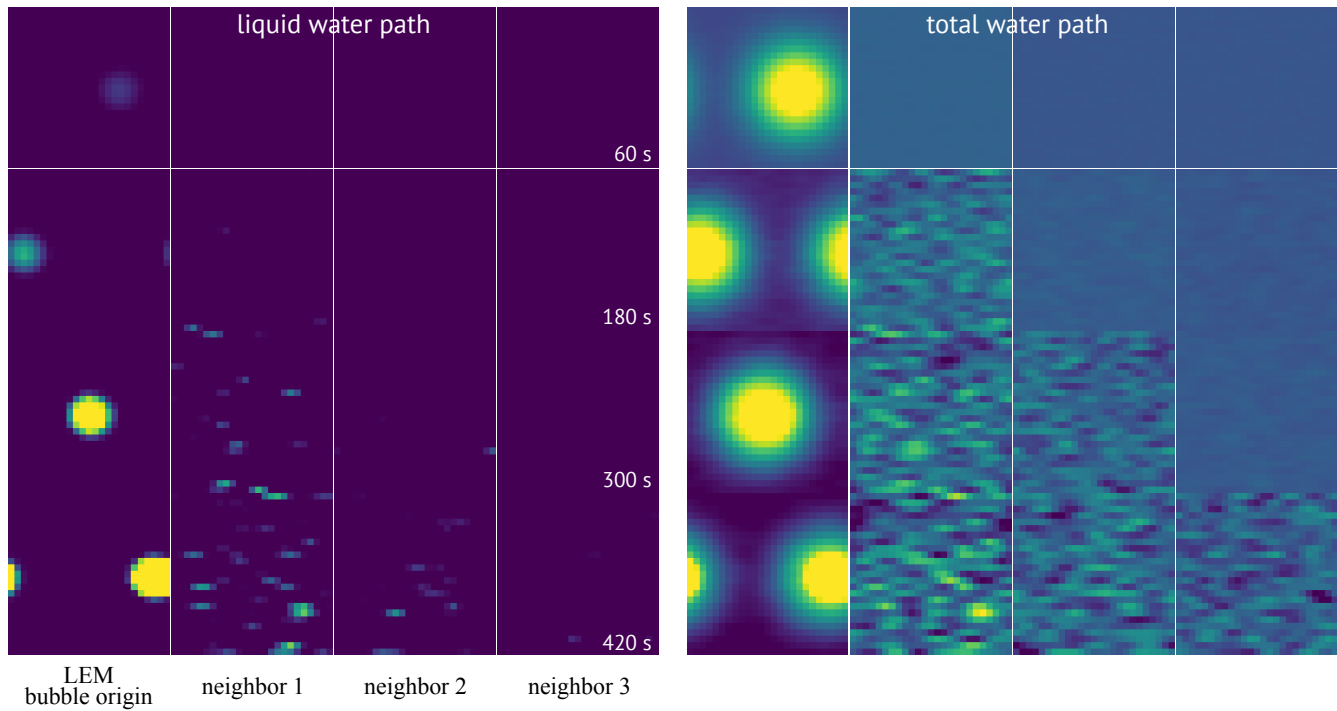 liquid water path
total water path
60 s
180 s
300 s
420 s
LEM
bubble origin
neighbor 1
neighbor 2
neighbor 3